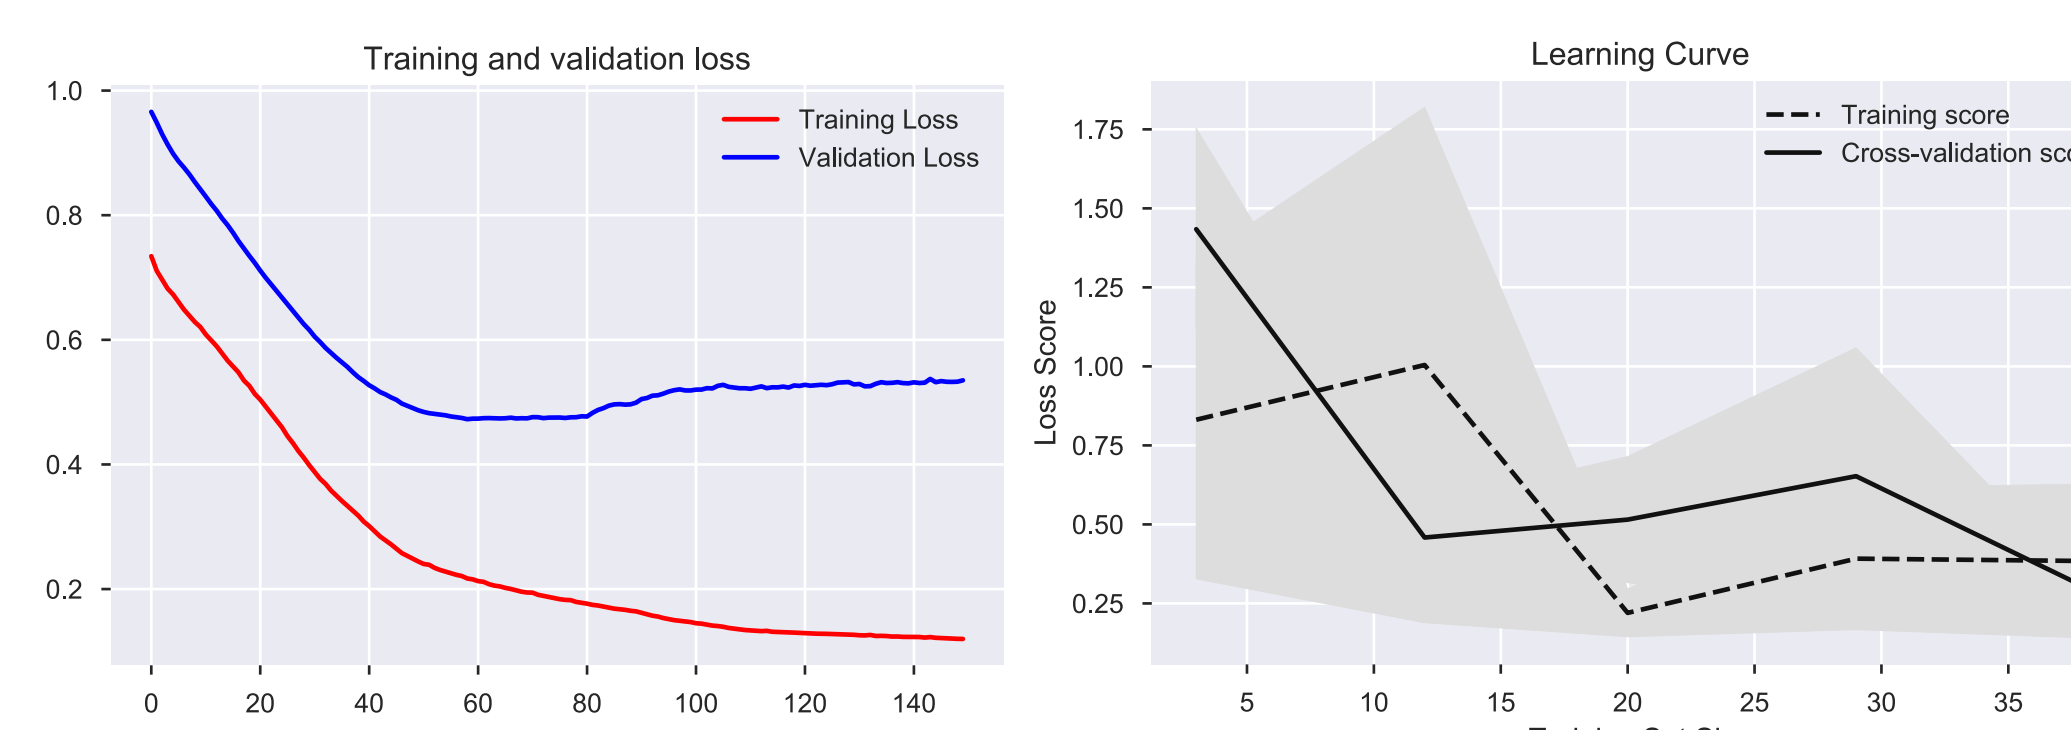 Training and validation loss
1.0
0.8
0.6
0.4
0.2
Training Loss
Validation Loss
0 20 40 60 80 100 120 140
Learning Curve
Loss Score
1.75
1.50
1.25
1.00
0.75
0.50
0.25
Training score
Cross-validation
5 10 15 20 25 30 35